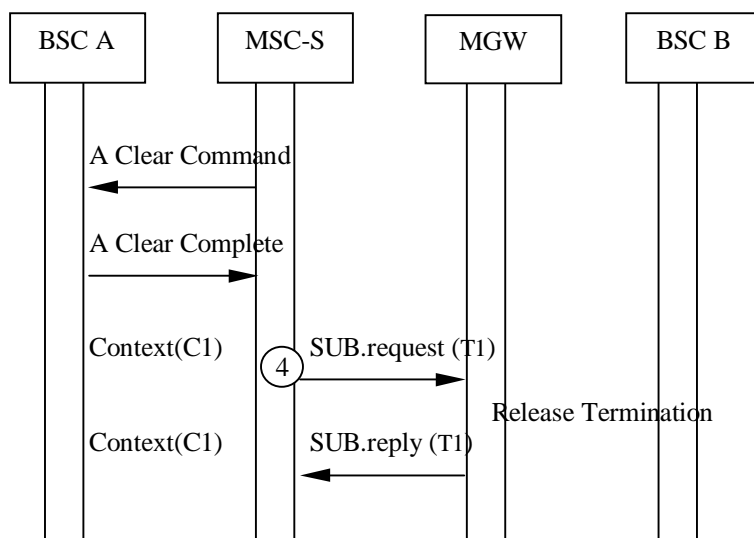 BSC A MSC-S MGW BSC B
A Clear Command
A Clear Complete
Context(C1) SUB.request (T1)
4
Release Termination
Context(C1) SUB.reply (T1)